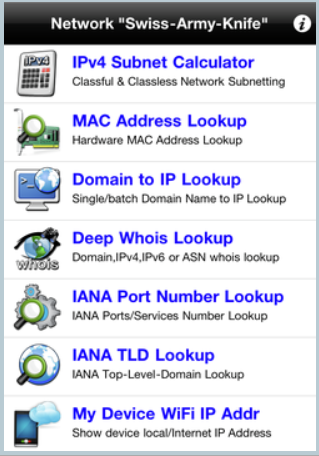 Network "Swiss-Army-Knife"
i
IPv4
IPv4 Subnet Calculator
Classful & Classless Network Subnetting
MAC Address Lookup
Hardware MAC Address Lookup
>_
Domain to IP Lookup
Single/batch Domain Name to IP Lookup
whois
Deep Whois Lookup
Domain,IPv4,IPv6 or ASN whois lookup
IANA Port Number Lookup
IANA Ports/Services Number Lookup
IANA TLD Lookup
IANA Top-Level-Domain Lookup
My Device WiFi IP Addr
Show device local/Internet IP Address